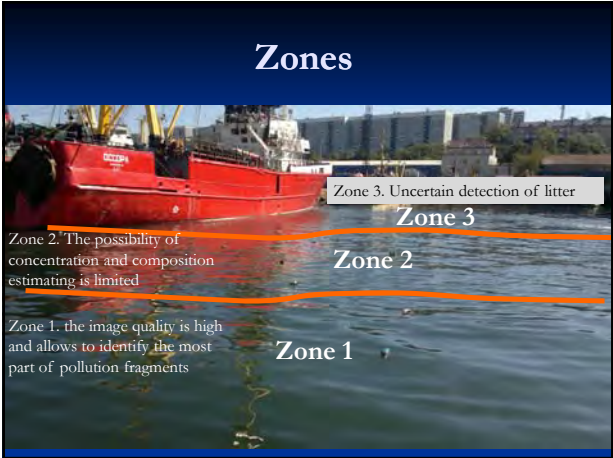 Zones
Zone 3. Uncertain detection of litter
Zone 3
Zone 2. The possibility of
concentration and composition
estimating is limited
Zone 2
Zone 1. the image quality is high
and allows to identify the most
part of pollution fragments
Zone 1